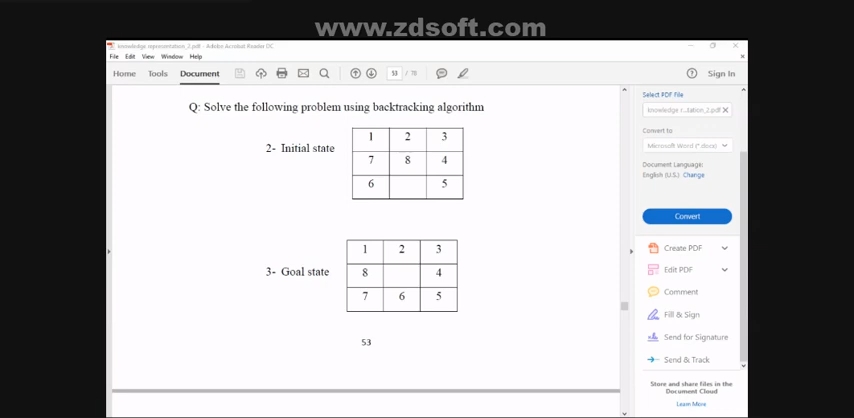 www.zdsoft.com
knowledge represntation_2.pdf - Adobe Acrobat Reader DC
File Edit View Window Help
Home Tools Document 53 / 78 Sign In
Q: Solve the following problem using backtracking algorithm
2- Initial state
1 2 3
7 8 4
6 5
3- Goal state
1 2 3
8 4
7 6 5
53
Select PDF File
knowledge r...tation_2.pdf
Convert to
Microsoft Word (*.docx)
Document Language:
English (U.S.) Change
Convert
Create PDF
Edit PDF
Comment
Fill & Sign
Send for Signature
Send & Track
Store and share files in the
Document Cloud
Learn More